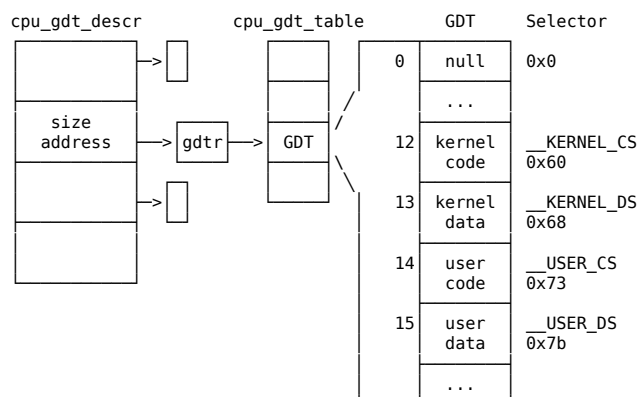 cpu_gdt_descr cpu_gdt_table GDT Selector
0 null 0x0
...
size
address gdtr GDT 12 kernel __KERNEL_CS
code 0x60
13 kernel __KERNEL_DS
data 0x68
14 user __USER_CS
code 0x73
15 user __USER_DS
data 0x7b
...